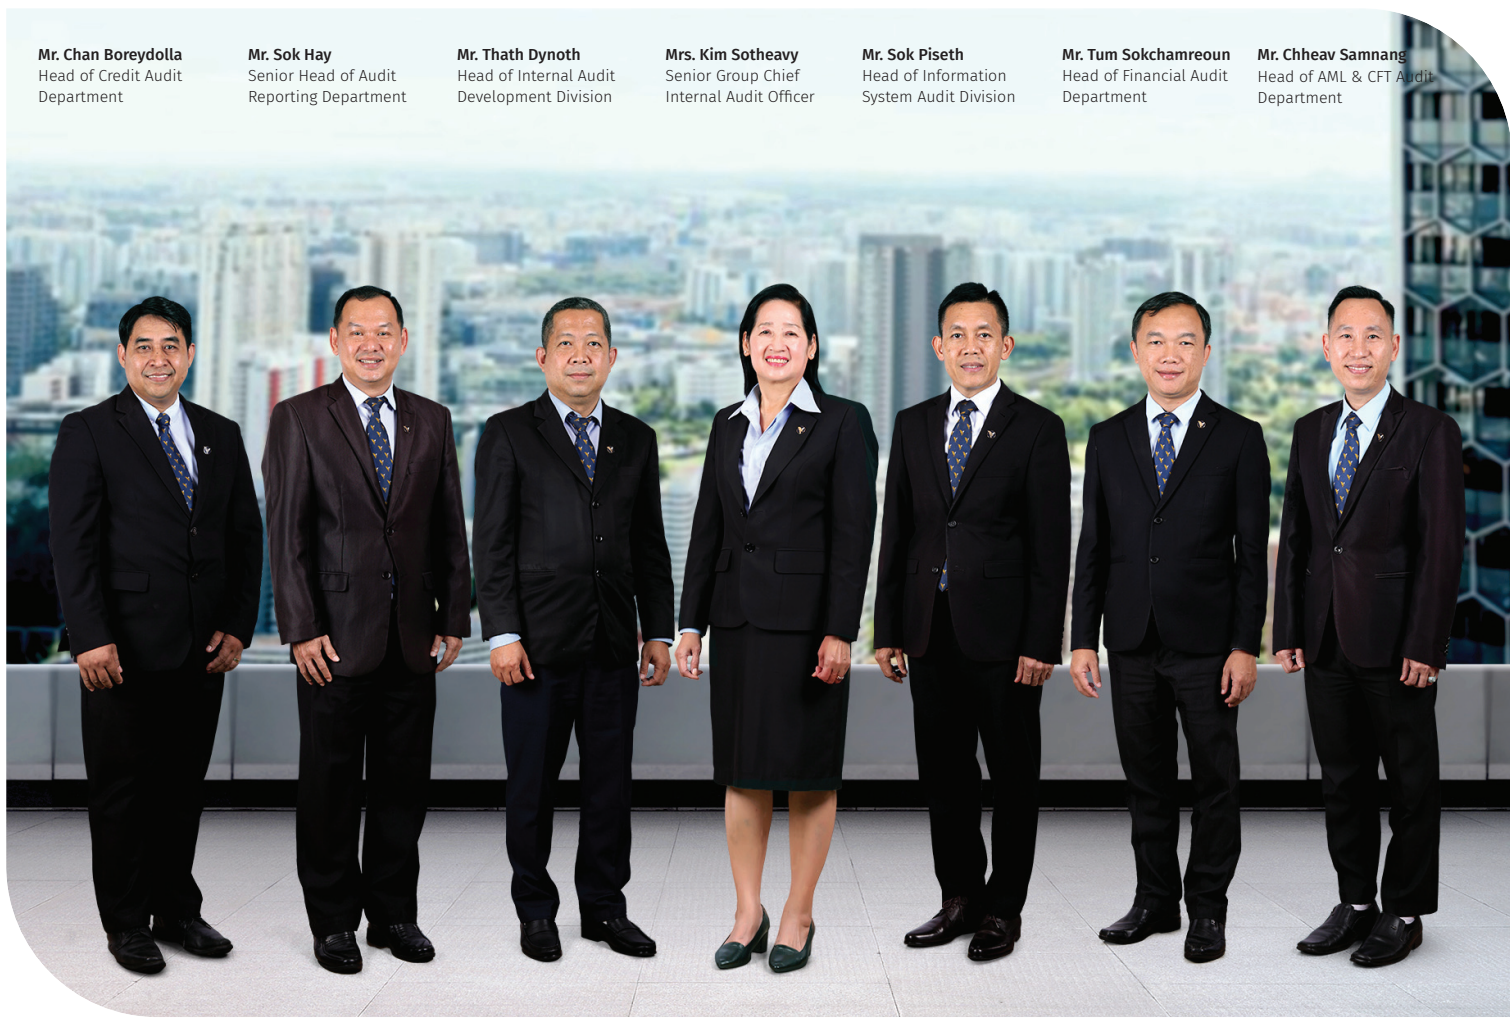 Mr. Chan Boreydolla
Head of Credit Audit
Department
Mr. Sok Hay
Senior Head of Audit
Reporting Department
Mr. Thath Dynoth
Head of Internal Audit
Development Division
Mrs. Kim Sotheavy
Senior Group Chief
Internal Audit Officer
Mr. Sok Piseth
Head of Information
System Audit Division
Mr. Tum Sokchamreoun
Head of Financial Audit
Department
Mr. Chheav Samnang
Head of AML & CFT Audit
Department